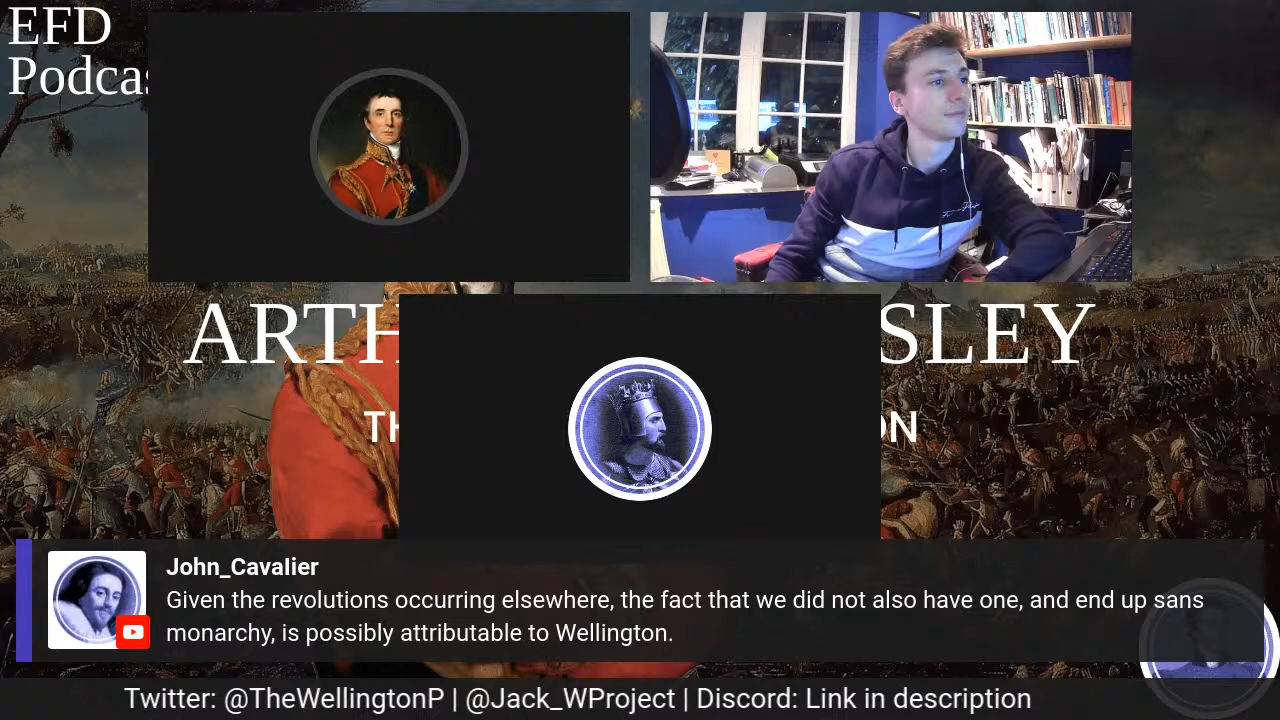 EFD
Podcas
ARTH SLEY
TH ON
John_Cavalier
Given the revolutions occurring elsewhere, the fact that we did not also have one, and end up sans
monarchy, is possibly attributable to Wellington.
Twitter: @TheWellingtonP | @Jack_WProject | Discord: Link in description